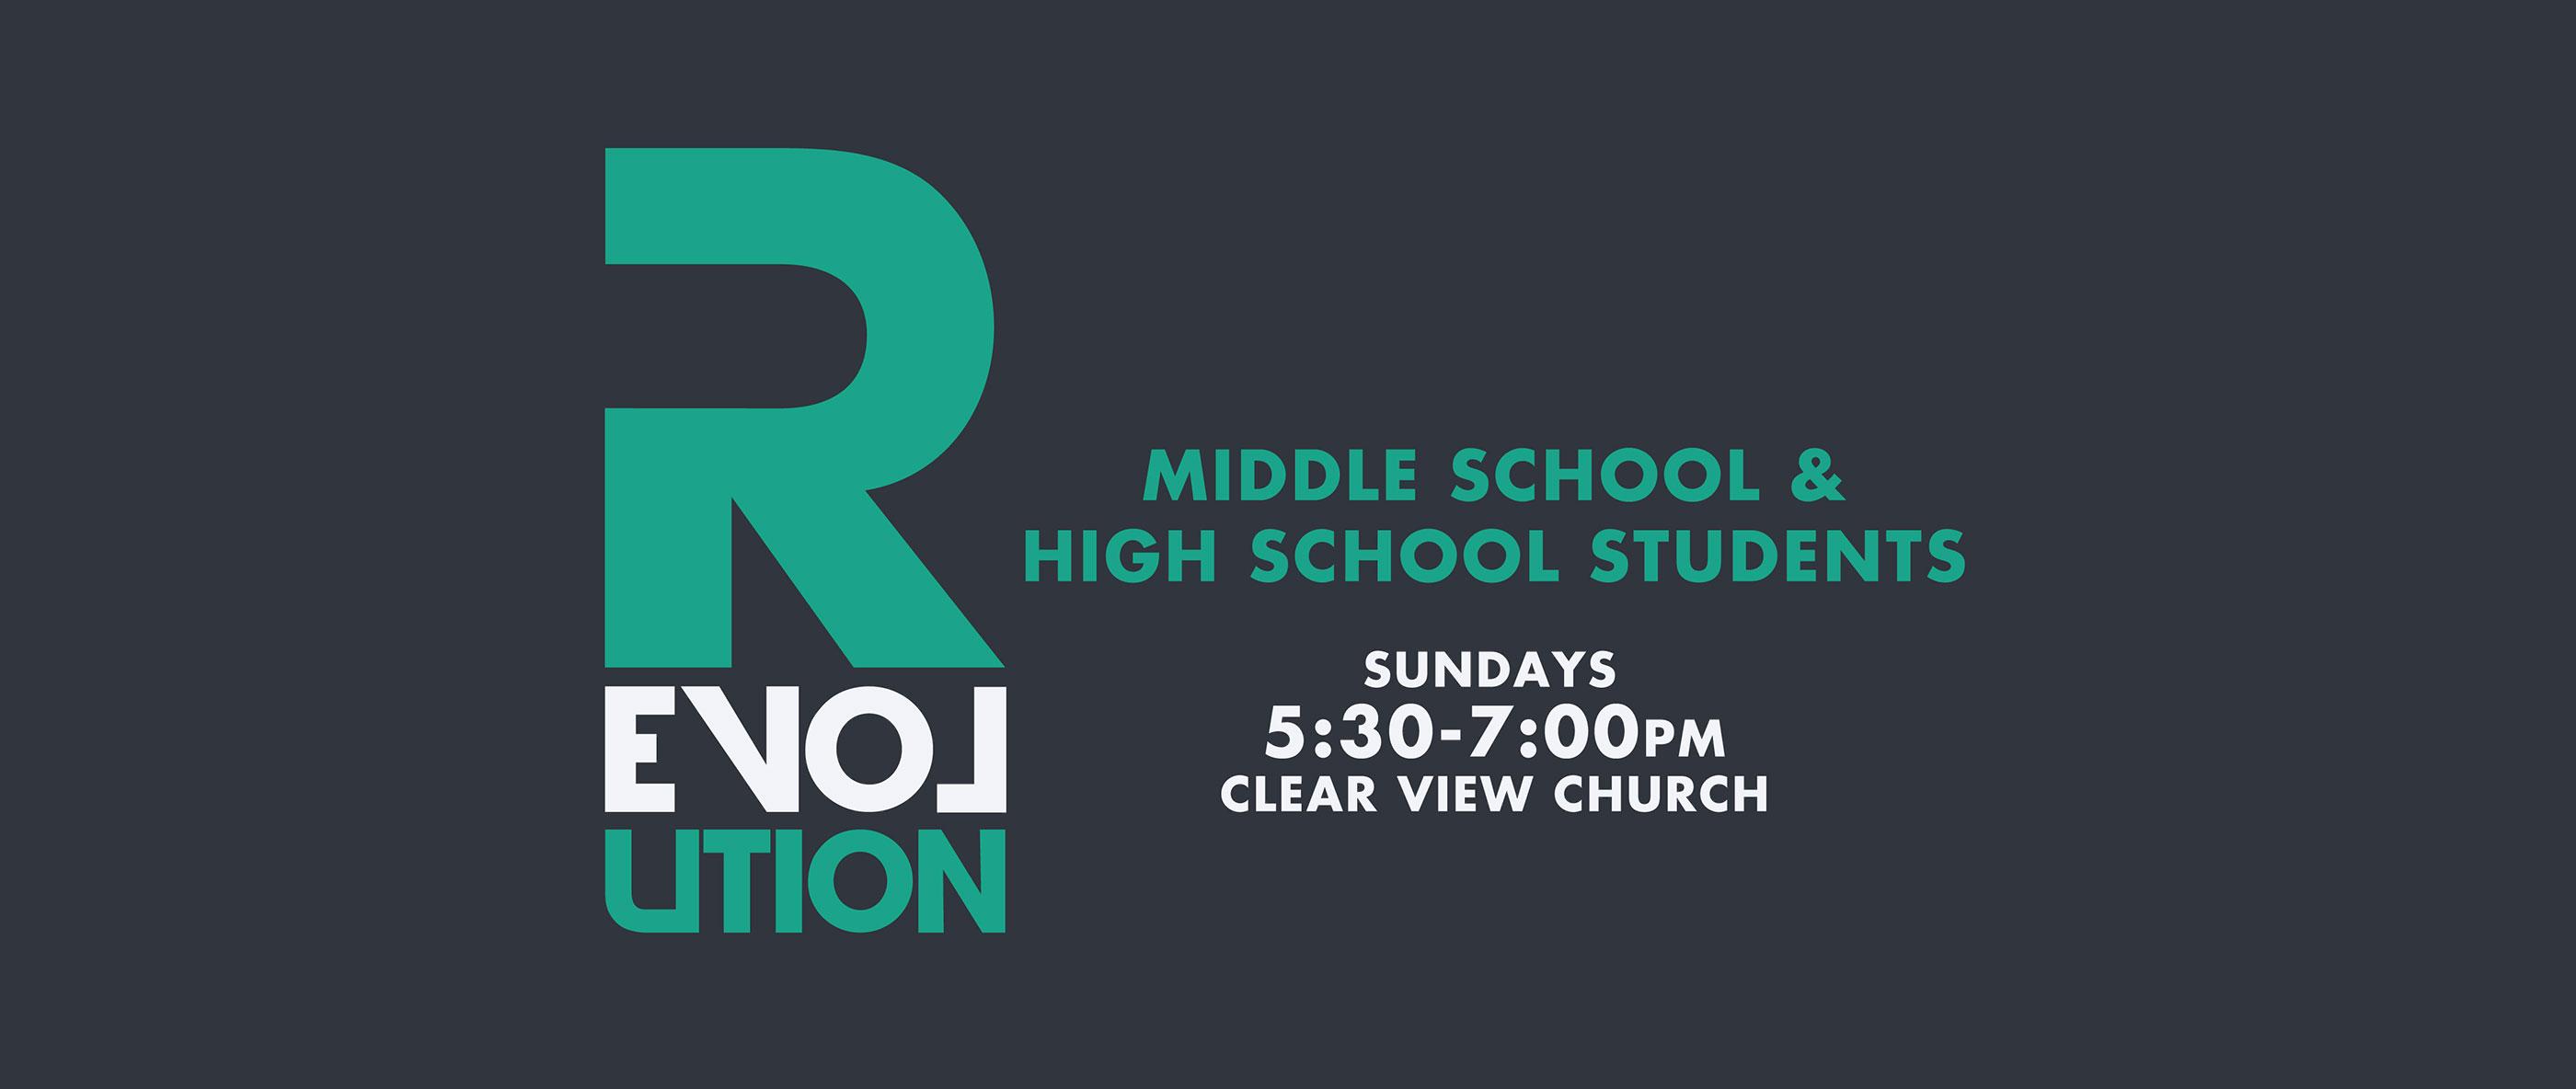 R
EVOL
UTION
MIDDLE SCHOOL &
HIGH SCHOOL STUDENTS
SUNDAYS
5:30-7:00PM
CLEAR VIEW CHURCH